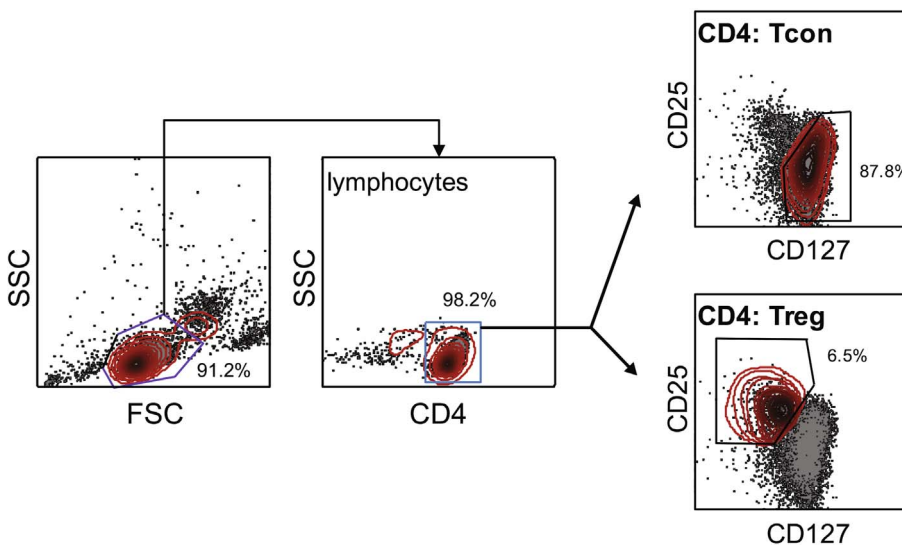 SSC
91.2%
FSC
lymphocytes
SSC
98.2%
CD4
CD4: Tcon
CD25
87.8%
CD127
CD4: Treg
6.5%
CD25
CD127